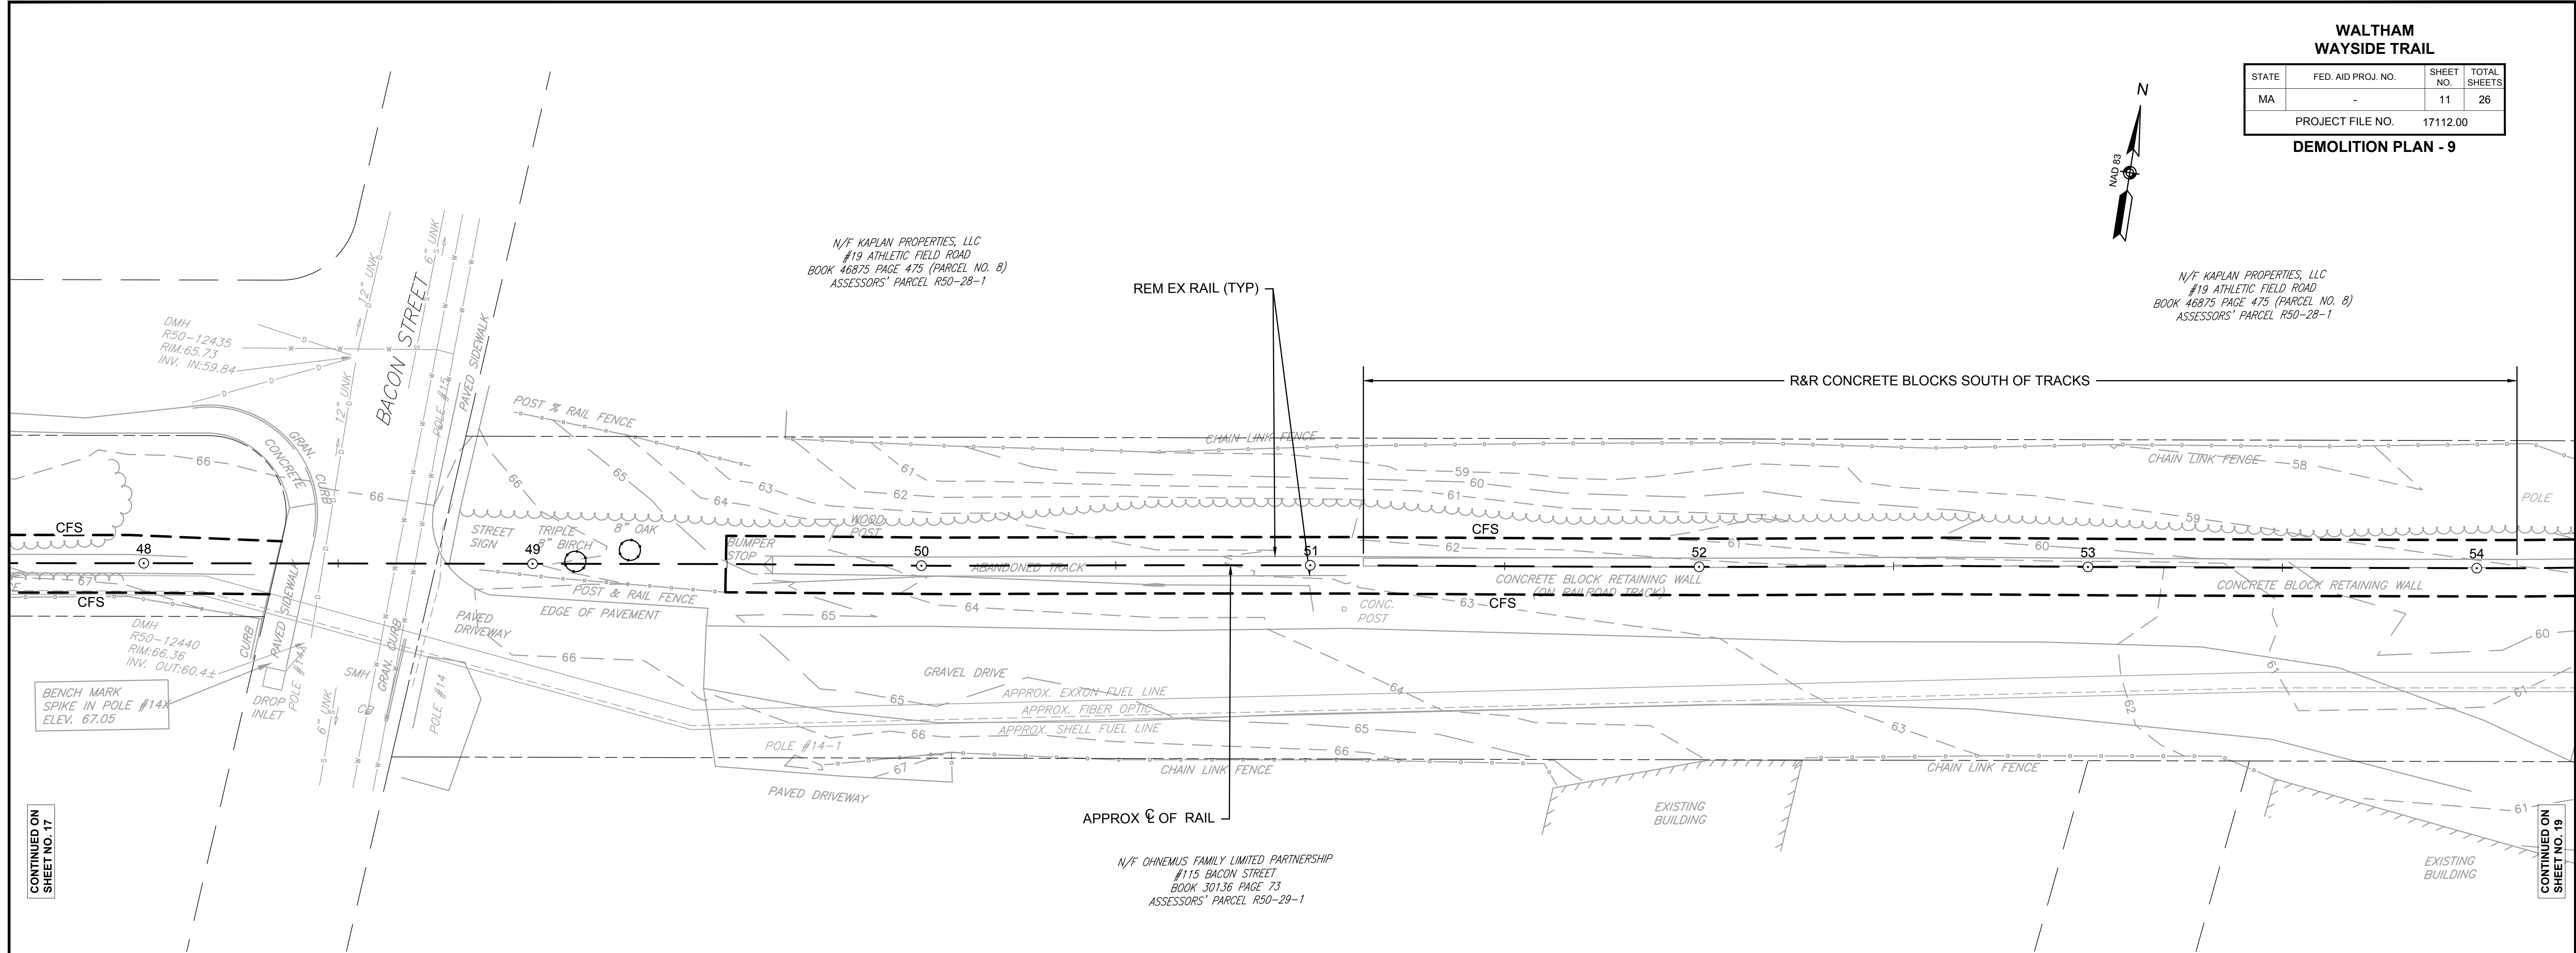 WALTHAM
WAYSIDE TRAIL
STATE FED. AID PROJ. NO. SHEET NO. TOTAL SHEETS
MA - 11 26
PROJECT FILE NO. 17112.00
DEMOLITION PLAN - 9
N
NAD 83
N/F KAPLAN PROPERTIES, LLC
#19 ATHLETIC FIELD ROAD
BOOK 46875 PAGE 475 (PARCEL NO. 8)
ASSESSORS' PARCEL R50-28-1
N/F KAPLAN PROPERTIES, LLC
#19 ATHLETIC FIELD ROAD
BOOK 46875 PAGE 475 (PARCEL NO. 8)
ASSESSORS' PARCEL R50-28-1
REM EX RAIL (TYP)
R&R CONCRETE BLOCKS SOUTH OF TRACKS
12" UNK
6" UNK
BACON STREET
DMH
R50-12435
RIM:65.73
INV. IN:59.84
12" UNK
POLE #15
PAVED SIDEWALK
POST % RAIL FENCE
CHAIN LINK FENCE
CHAIN LINK FENCE
58
GRAN.
CURB
CONCRETE
66
66
66
65
64
63
61
62
59
60
61
59
POLE
CFS
CFS
STREET
SIGN
TRIPLE
8" BIRCH
8" OAK
WOOD
POST
BUMPER
STOP
62
61
60
48
49
50
51
52
53
54
ABANDONED TRACK
CONCRETE BLOCK RETAINING WALL
(ON RAILROAD TRACK)
CONCRETE BLOCK RETAINING WALL
67
CFS
CFS
POST & RAIL FENCE
EDGE OF PAVEMENT
65
64
63
CONC.
POST
PAVED
DRIVEWAY
DMH
R50-12440
RIM:66.36
INV. OUT:60.4±
CURB
PAVED SIDEWALK
POLE #14X
DROP
INLET
SMH
CB
GRAN. CURB
POLE #14
6" UNK
BENCH MARK
SPIKE IN POLE #14X
ELEV. 67.05
66
GRAVEL DRIVE
65
64
60
61
61
62
APPROX. EXXON FUEL LINE
APPROX. FIBER OPTIC
APPROX. SHELL FUEL LINE
66
65
63
66
POLE #14-1
67
CHAIN LINK FENCE
CHAIN LINK FENCE
PAVED DRIVEWAY
61
EXISTING
BUILDING
EXISTING
BUILDING
APPROX ℄ OF RAIL
N/F OHNEMUS FAMILY LIMITED PARTNERSHIP
#115 BACON STREET
BOOK 30136 PAGE 73
ASSESSORS' PARCEL R50-29-1
CONTINUED ON
SHEET NO. 17
CONTINUED ON
SHEET NO. 19